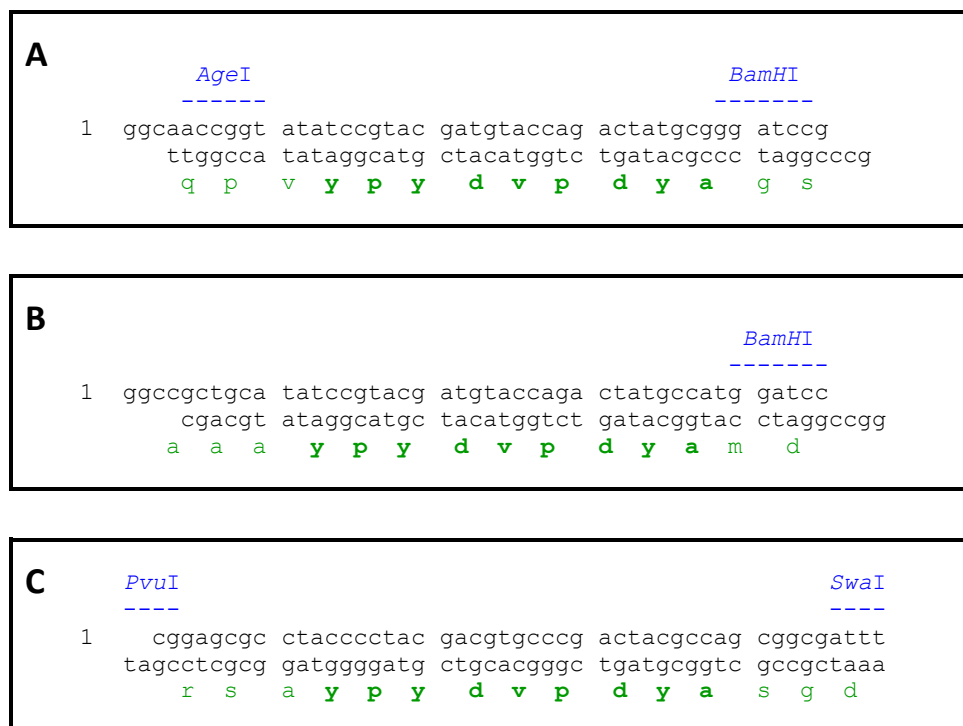 A
AgeI BamHI
------ -------
1 ggcaaccggt atatccgtac gatgtaccag actatgcggg atccg
ttggcca tataggcatg ctacatggtc tgatacgccc taggcccg
q p v y p y d v p d y a g s
B
BamHI
-------
1 ggccgctgca tatccgtacg atgtaccaga ctatgccatg gatcc
cgacgt ataggcatgc tacatggtct gatacggtac ctaggccgg
a a a y p y d v p d y a m d
C
PvuI SwaI
---- ----
1 cggagcgc ctacccctac gacgtgcccg actacgccag cggcgattt
tagcctcgcg gatggggatg ctgcacgggc tgatgcggtc gccgctaaa
r s a y p y d v p d y a s g d